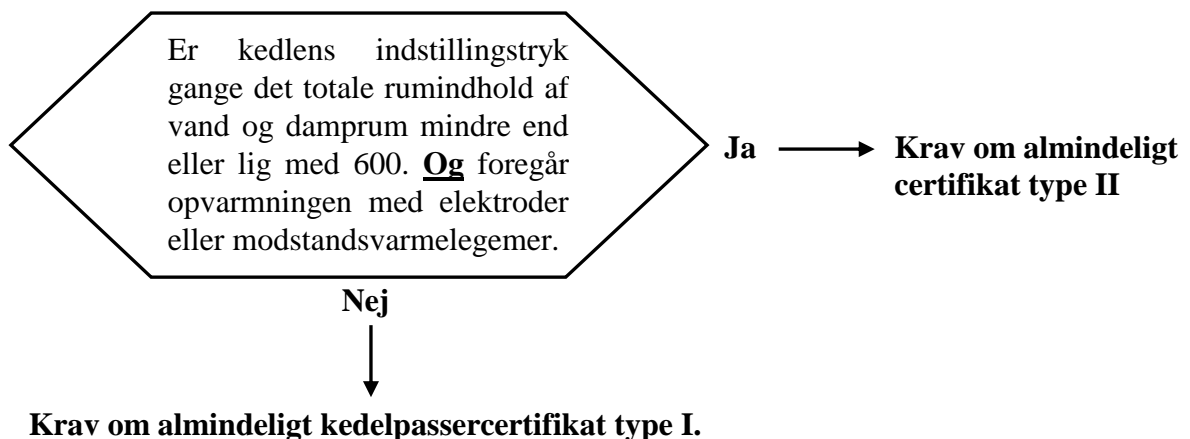 Er kedlens indstillingstryk
gange det totale rumindhold af
vand og damprum mindre end
eller lig med 600. Og foregår
opvarmningen med elektroder
eller modstandsvarmelegemer.
Ja
Krav om almindeligt
certifikat type II
Nej
Krav om almindeligt kedelpassercertifikat type I.